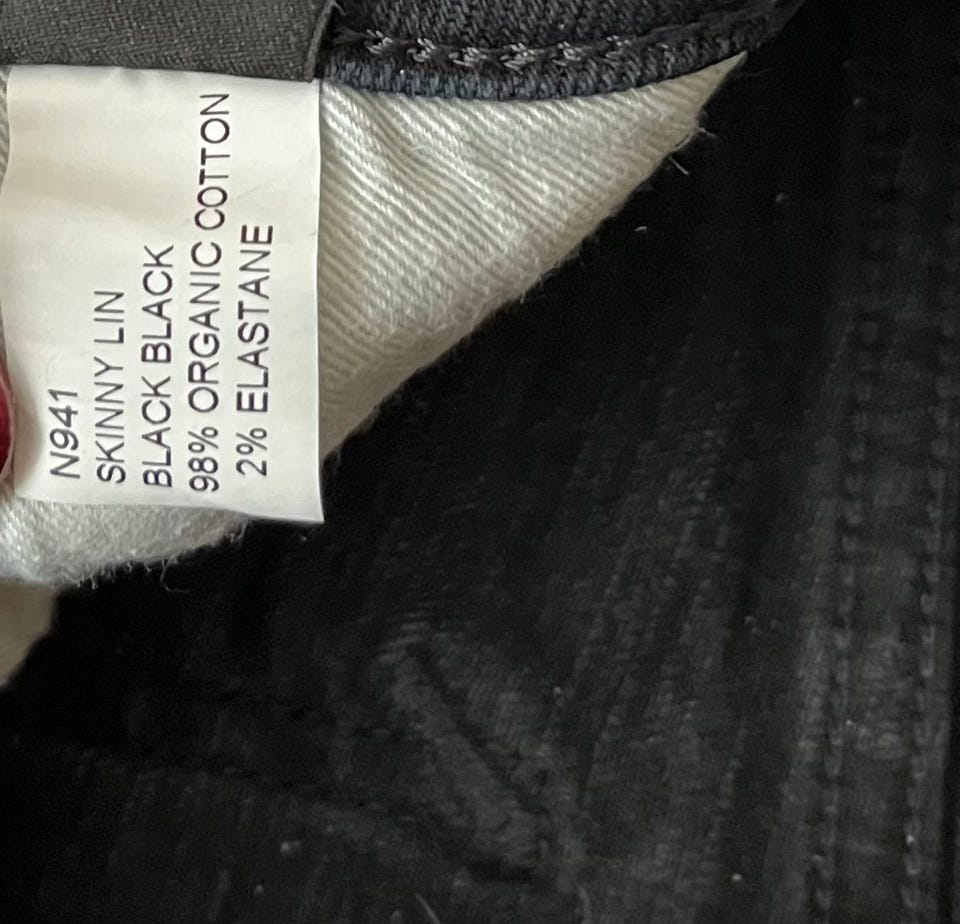 N941
SKINNY LIN
BLACK BLACK
98% ORGANIC COTTON
2% ELASTANE